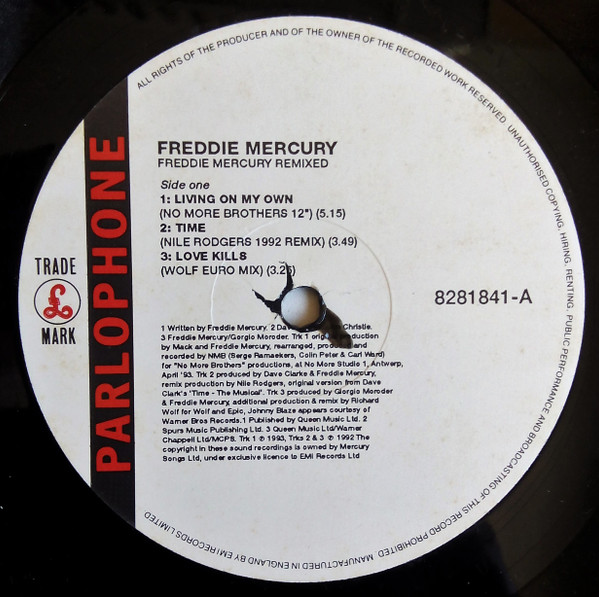 ALL RIGHTS OF THE PRODUCER AND OF THE OWNER OF THE RECORDED WORK RESERVED. UNAUTHORISED COPYING, HIRING, RENTING, PUBLIC PERFORMANCE AND BROADCASTING OF THIS RECORD PROHIBITED. MANUFACTURED IN ENGLAND BY EMI RECORDS LIMITED
PARLOPHONE
TRADE
£
MARK
FREDDIE MERCURY
FREDDIE MERCURY REMIXED
Side one
1: LIVING ON MY OWN
(NO MORE BROTHERS 12") (5.15)
2: TIME
(NILE RODGERS 1992 REMIX) (3.49)
3: LOVE KILLS
(WOLF EURO MIX)
8281841-A
1 Written by Freddie Mercury. 2 Christie.
3 Freddie Mercury/Gorgio Moroder. Trk 1 production
by Mack and Freddie Mercury, rearranged, and
recorded by NMB (Serge Ramaekers, Colin Peter & Carl Ward)
for "No More Brothers" productions, at No More Studio 1, Antwerp,
April '93. Trk 2 produced by Dave Clarke & Freddie Mercury,
remix production by Nile Rodgers, original version from Dave
Clark's 'Time - The Musical'. Trk 3 produced by Giorgio Moroder
& Freddie Mercury, additional production & remix by Richard
Wolf for Wolf and Epic, Johnny Blaze appears courtesy of
Warner Bros Records.1 Published by Queen Music Ltd. 2
Spurs Music Publishing Ltd. 3 Queen Music Ltd/Warner
Chappell Ltd/MCPS. Trk 1 ℗ 1993, Trks 2 & 3 ℗ 1992 The
copyright in these sound recordings is owned by Mercury
Songs Ltd, under exclusive licence to EMI Records Ltd